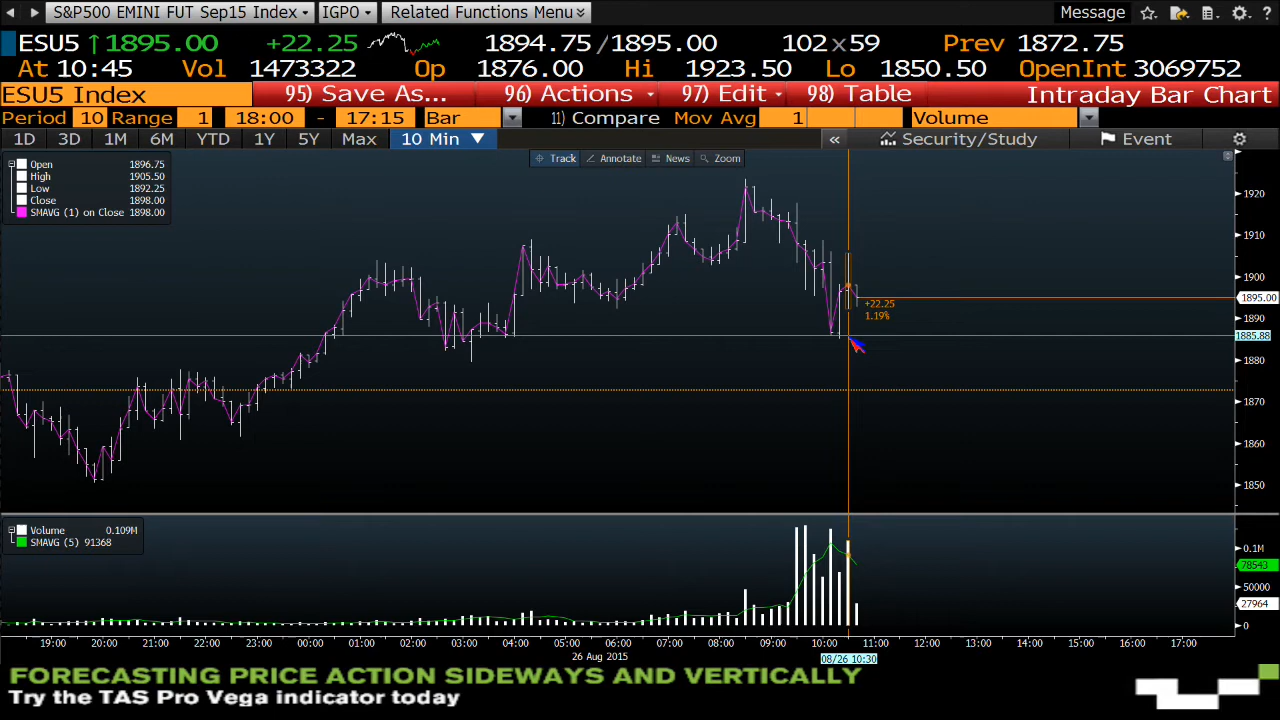 S&P500 EMINI FUT Sep15 Index IGPO Related Functions Menu Message ?
ESU5 ↑1895.00 +22.25 1894.75/1895.00 102x59 Prev 1872.75
At 10:45 Vol 1473322 Op 1876.00 Hi 1923.50 Lo 1850.50 OpenInt 3069752
ESU5 Index 95) Save As... 96) Actions 97) Edit 98) Table Intraday Bar Chart
Period 10 Range 1 18:00 - 17:15 Bar 11) Compare Mov Avg 1 Volume
1D 3D 1M 6M YTD 1Y 5Y Max 10 Min ▼ « Security/Study Event
Track Annotate News Zoom
Open 1896.75
High 1905.50
Low 1892.25
Close 1898.00
SMAVG (1) on Close 1898.00
1920
1910
1900
1895.00
+22.25
1.19%
1890
1885.88
1880
1870
1860
1850
Volume 0.109M
SMAVG (5) 91368
0.1M
78543
50000
27964
0
19:00 20:00 21:00 22:00 23:00 00:00 01:00 02:00 03:00 04:00 05:00 06:00 07:00 08:00 09:00 10:00 11:00 12:00 13:00 14:00 15:00 16:00 17:00
26 Aug 2015 08/26 10:30
FORECASTING PRICE ACTION SIDEWAYS AND VERTICALLY
Try the TAS Pro Vega indicator today